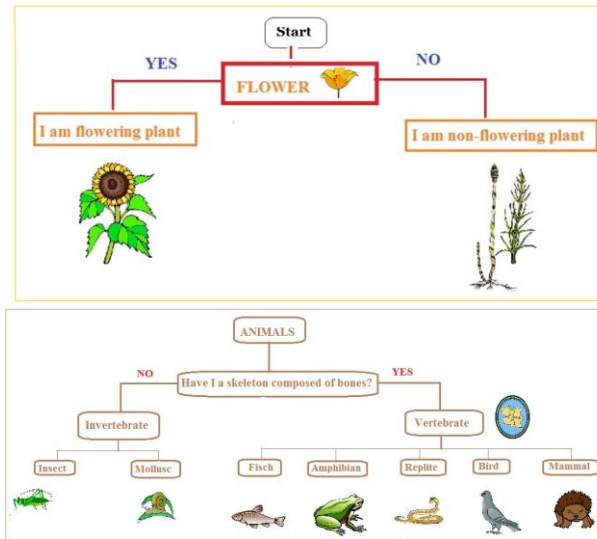 Start
YES
NO
FLOWER
I am flowering plant
I am non-flowering plant
ANIMALS
NO
Have I a skeleton composed of bones?
YES
Invertebrate
Vertebrate
Insect
Mollusc
Fisch
Amphibian
Replite
Bird
Mammal